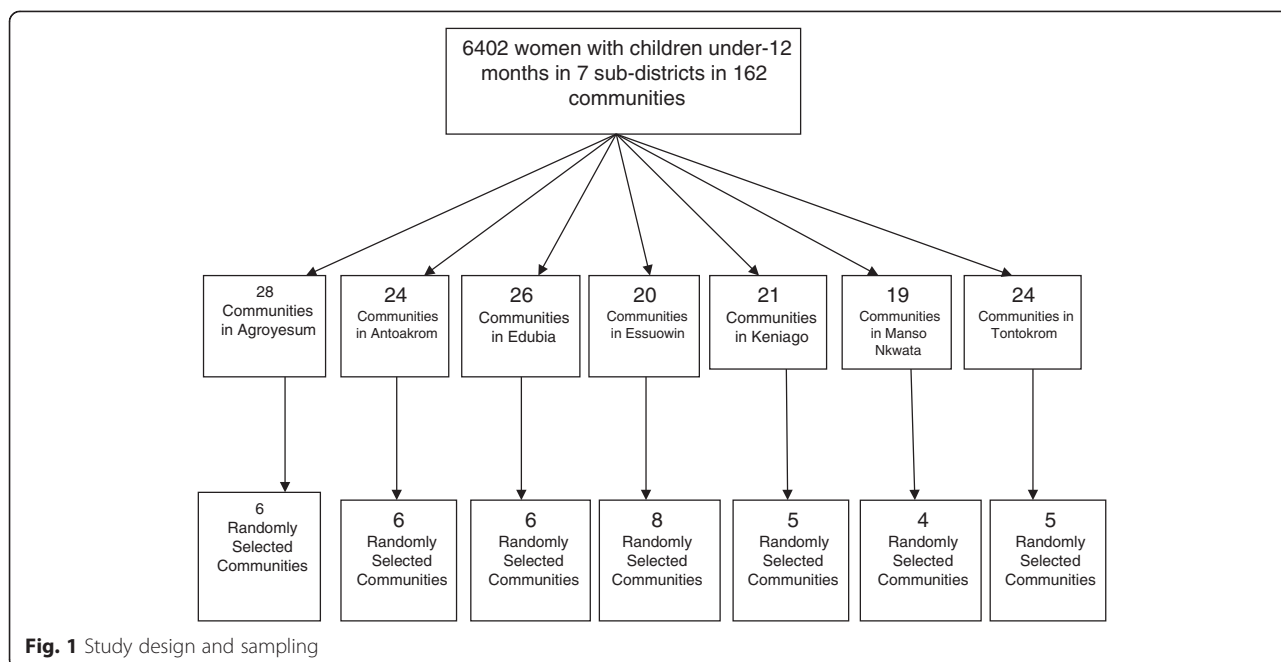 6402 women with children under-12
months in 7 sub-districts in 162
communities
28
Communities
in Agroyesum
24
Communities
in Antoakrom
26
Communities
in Edubia
20
Communities
in Essuowin
21
Communities
in Keniago
19
Communities
in Manso
Nkwata
24
Communities in
Tontokrom
6
Randomly
Selected
Communities
6
Randomly
Selected
Communities
6
Randomly
Selected
Communities
8
Randomly
Selected
Communities
5
Randomly
Selected
Communities
4
Randomly
Selected
Communities
5
Randomly
Selected
Communities
Fig. 1 Study design and sampling